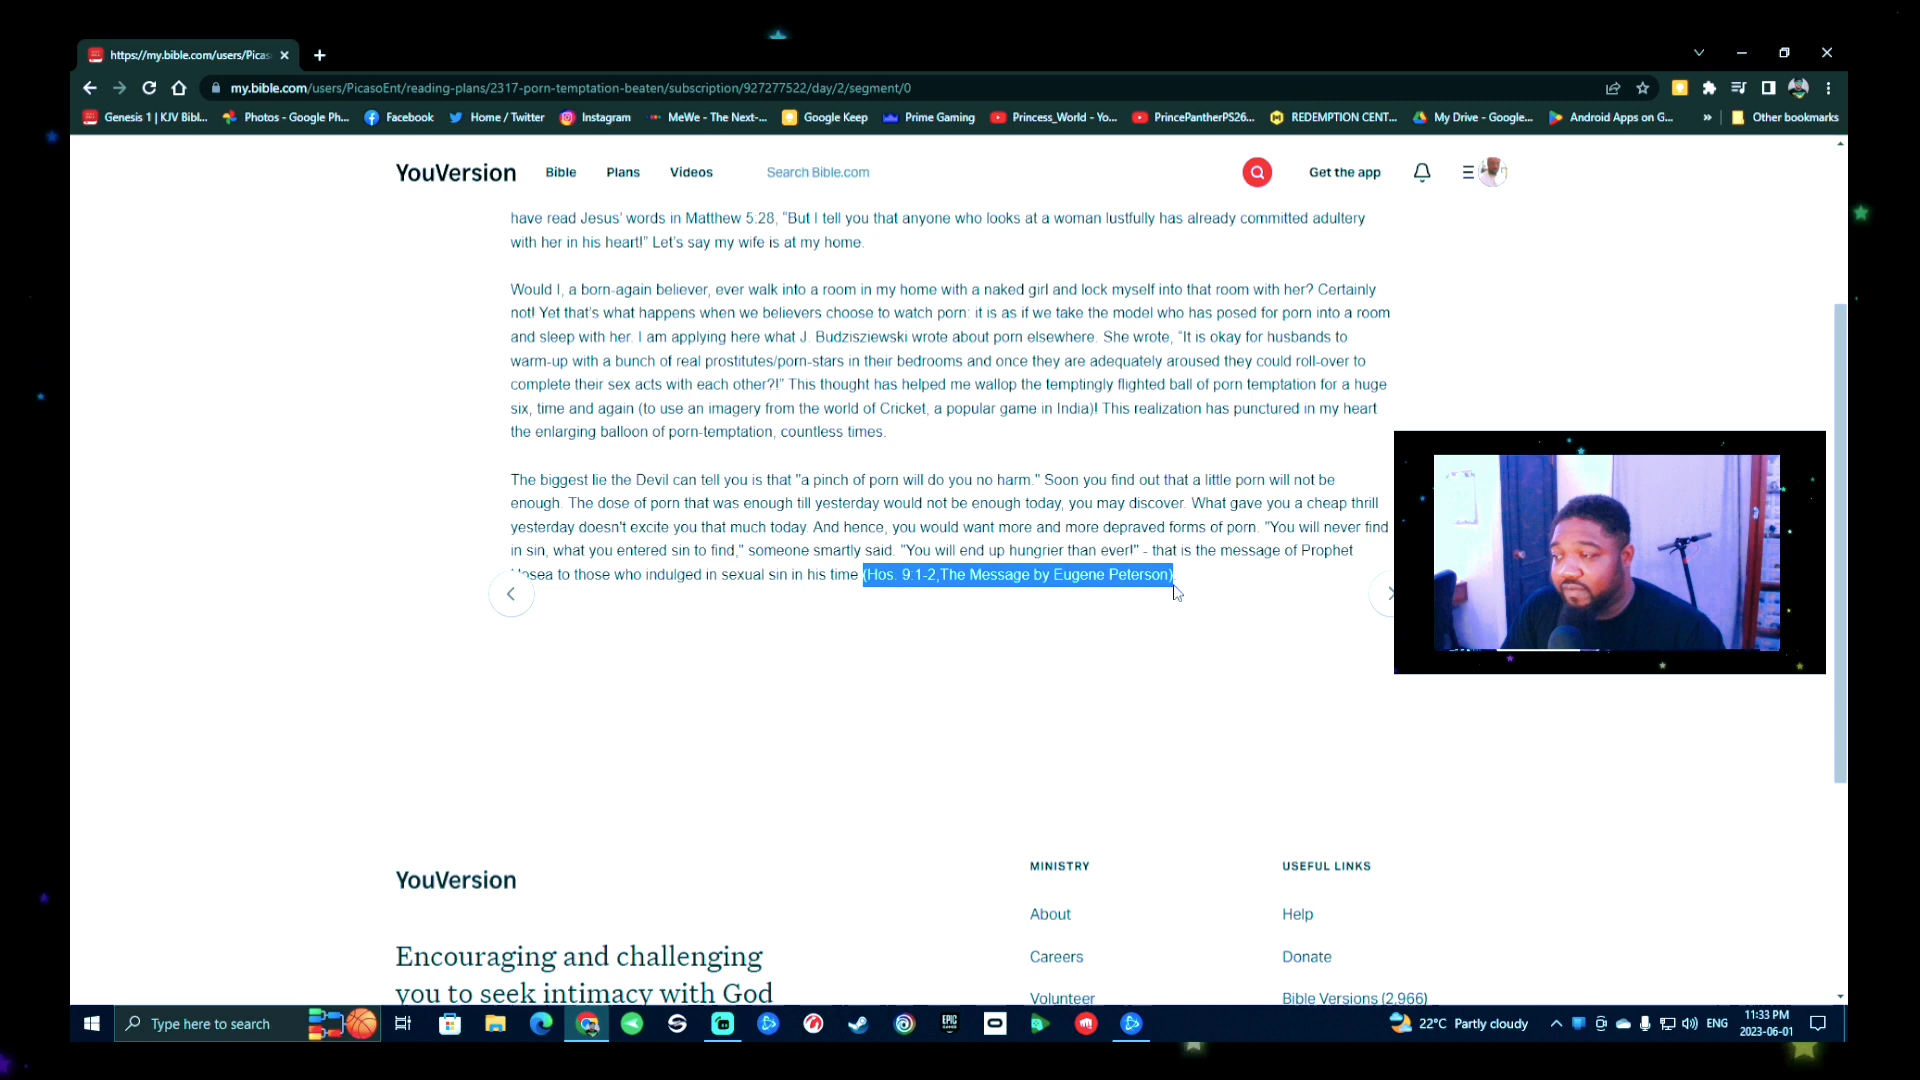 https://my.bible.com/users/Picas
my.bible.com/users/PicasoEnt/reading-plans/2317-porn-temptation-beaten/subscription/927277522/day/2/segment/0
Genesis 1 | KJV Bibl... Photos - Google Ph... Facebook Home / Twitter Instagram MeWe - The Next-... Google Keep Prime Gaming Princess_World - Yo... PrincePantherPS26... REDEMPTION CENT... My Drive - Google... Android Apps on G... » Other bookmarks
YouVersion Bible Plans Videos Search Bible.com Get the app
have read Jesus' words in Matthew 5.28, "But I tell you that anyone who looks at a woman lustfully has already committed adultery
with her in his heart!" Let's say my wife is at my home.
Would I, a born-again believer, ever walk into a room in my home with a naked girl and lock myself into that room with her? Certainly
not! Yet that's what happens when we believers choose to watch porn: it is as if we take the model who has posed for porn into a room
and sleep with her. I am applying here what J. Budzisziewski wrote about porn elsewhere. She wrote, "It is okay for husbands to
warm-up with a bunch of real prostitutes/porn-stars in their bedrooms and once they are adequately aroused they could roll-over to
complete their sex acts with each other?!" This thought has helped me wallop the temptingly flighted ball of porn temptation for a huge
six, time and again (to use an imagery from the world of Cricket, a popular game in India)! This realization has punctured in my heart
the enlarging balloon of porn-temptation, countless times.
The biggest lie the Devil can tell you is that "a pinch of porn will do you no harm." Soon you find out that a little porn will not be
enough. The dose of porn that was enough till yesterday would not be enough today, you may discover. What gave you a cheap thrill
yesterday doesn't excite you that much today. And hence, you would want more and more depraved forms of porn. "You will never find
in sin, what you entered sin to find," someone smartly said. "You will end up hungrier than ever!" - that is the message of Prophet
Hosea to those who indulged in sexual sin in his time (Hos. 9:1-2,The Message by Eugene Peterson)
YouVersion
MINISTRY
USEFUL LINKS
About
Help
Encouraging and challenging
Careers
Donate
you to seek intimacy with God
Volunteer
Bible Versions (2,966)
Type here to search
EPIC
22°C Partly cloudy
ENG
11:33 PM
2023-06-01